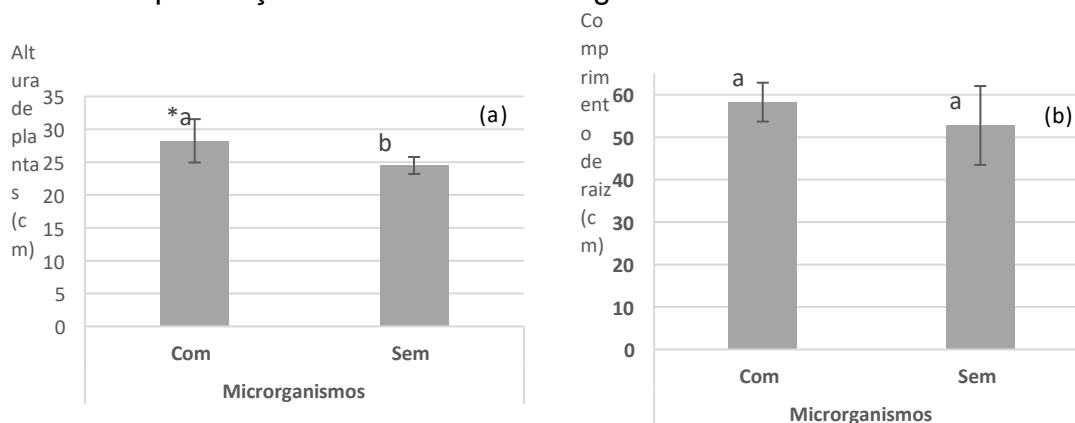 Alt
ura
de
pla
nta
s
(c
m)
35
30
25
20
15
10
5
0
*a
b
(a)
Com Sem
Microrganismos
Co
mp
rim
ent
o
de
raiz
(c
m)
60
50
40
30
20
10
0
a
a
(b)
Com Sem
Microrganismos